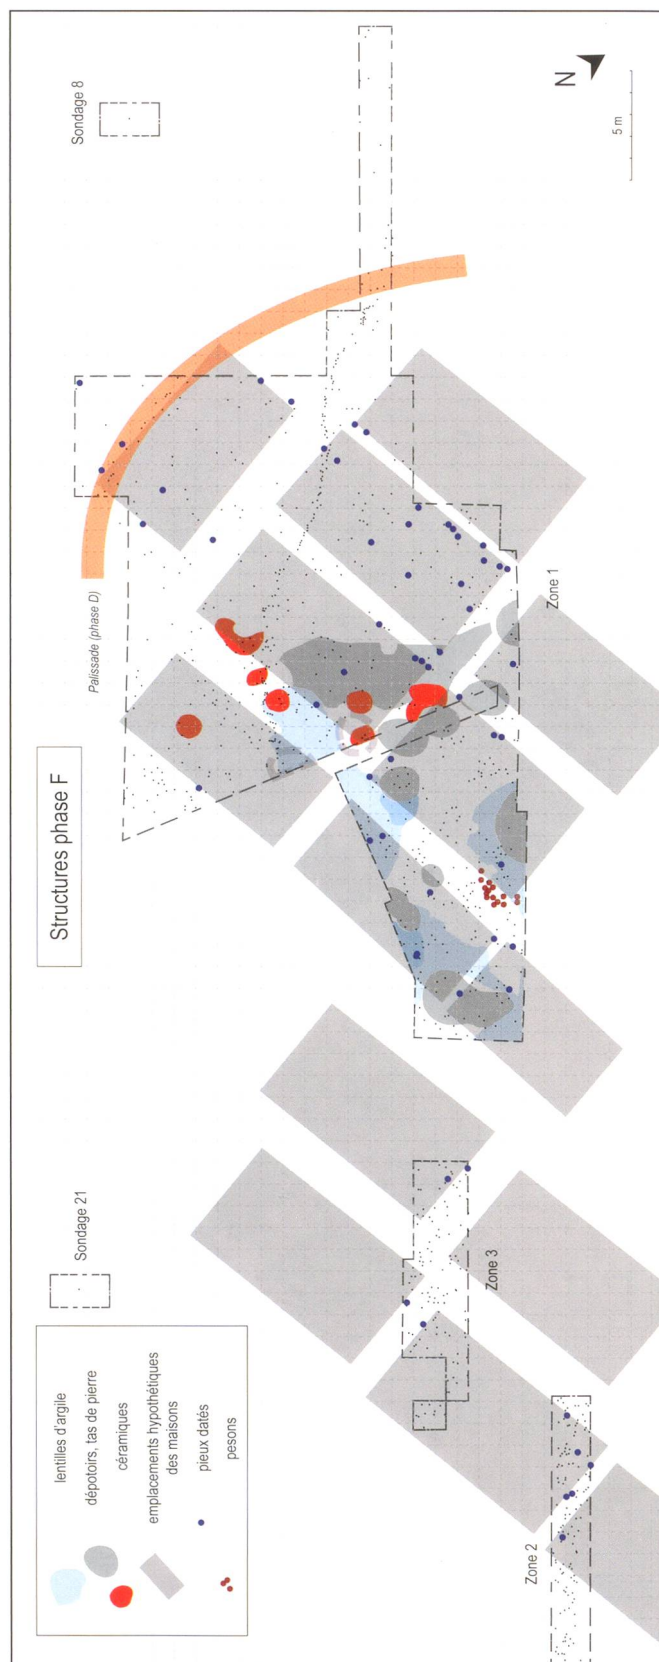 Structures phase F
Sondage 8
N
5 m
Palissade (phase D)
Zone 1
Sondage 21
Zone 3
Zone 2
lentilles d'argile
dépotoirs, tas de pierre
céramiques
emplacements hypothétiques
des maisons
pieux datés
pesons